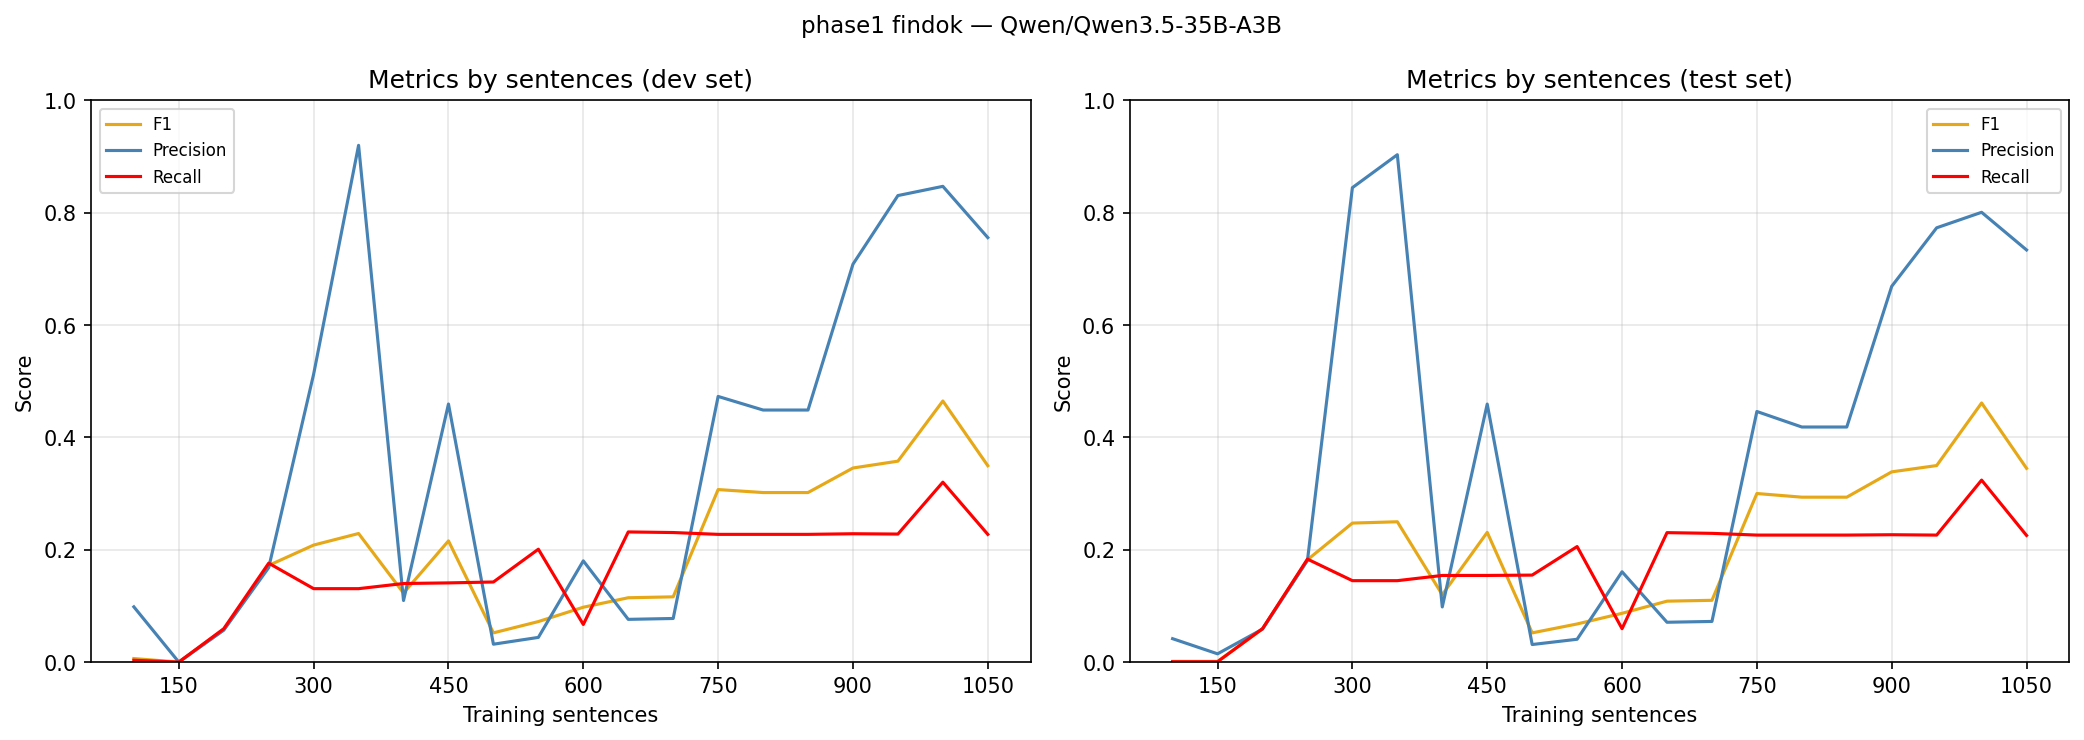 phase1 findok — Qwen/Qwen3.5-35B-A3B
Metrics by sentences (dev set)
1.0
0.8
0.6
0.4
0.2
0.0
Score
F1
Precision
Recall
150 300 450 600 750 900 1050
Training sentences
Metrics by sentences (test set)
1.0
0.8
0.6
0.4
0.2
0.0
Score
F1
Precision
Recall
150 300 450 600 750 900 1050
Training sentences